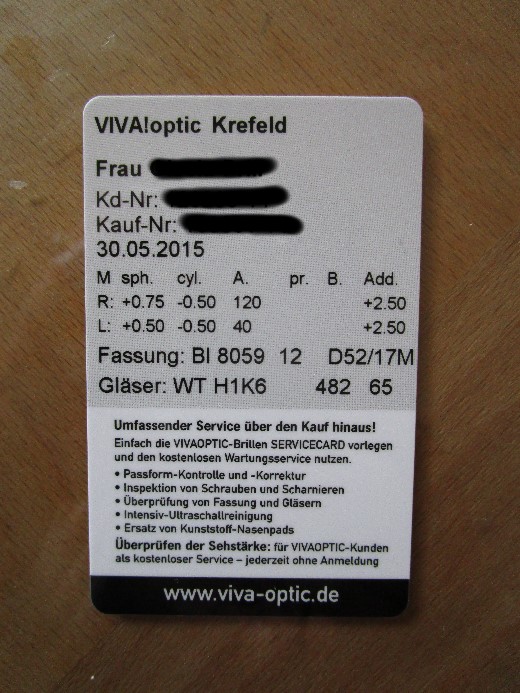 VIVA!optic Krefeld
Frau
Kd-Nr:
Kauf-Nr:
30.05.2015
M sph. cyl. A. pr. B. Add.
R: +0.75 -0.50 120 +2.50
L: +0.50 -0.50 40 +2.50
Fassung: BI 8059 12 D52/17M
Gläser: WT H1K6 482 65
Umfassender Service über den Kauf hinaus!
Einfach die VIVAOPTIC-Brillen SERVICECARD vorlegen
und den kostenlosen Wartungsservice nutzen.
• Passform-Kontrolle und -Korrektur
• Inspektion von Schrauben und Scharnieren
• Überprüfung von Fassung und Gläsern
• Intensiv-Ultraschallreinigung
• Ersatz von Kunststoff-Nasenpads
Überprüfen der Sehstärke: für VIVAOPTIC-Kunden
als kostenloser Service – jederzeit ohne Anmeldung
www.viva-optic.de